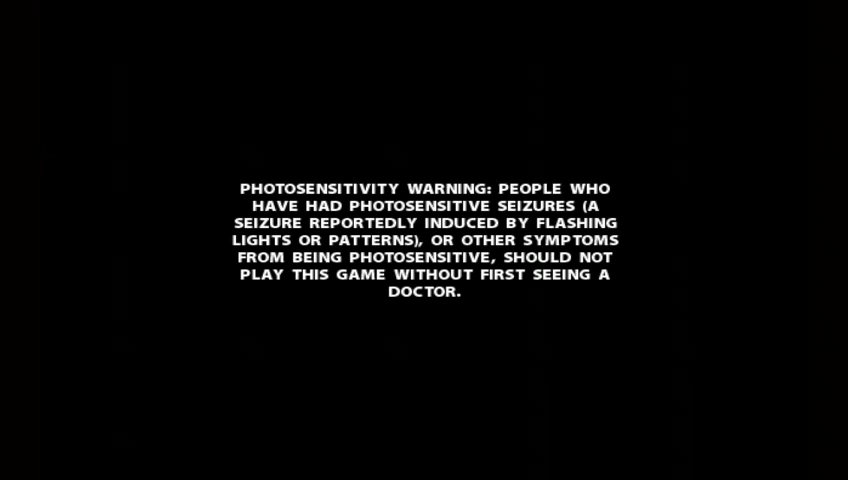 PHOTOSENSITIVITY WARNING: PEOPLE WHO
HAVE HAD PHOTOSENSITIVE SEIZURES (A
SEIZURE REPORTEDLY INDUCED BY FLASHING
LIGHTS OR PATTERNS), OR OTHER SYMPTOMS
FROM BEING PHOTOSENSITIVE, SHOULD NOT
PLAY THIS GAME WITHOUT FIRST SEEING A
DOCTOR.